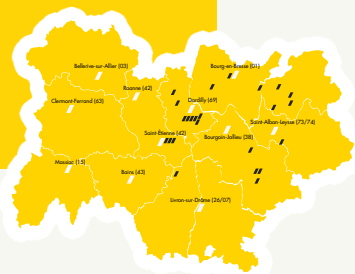 Bellerive-sur-Allier (03)
Bourg-en-Bresse (01)
Roanne (42)
Clermont-Ferrand (63)
Dardilly (69)
Saint-Alban-Leysse (73/74)
Saint-Étienne (42)
Bourgoin-Jallieu (38)
Massiac (15)
Bains (43)
Livron-sur-Drôme (26/07)